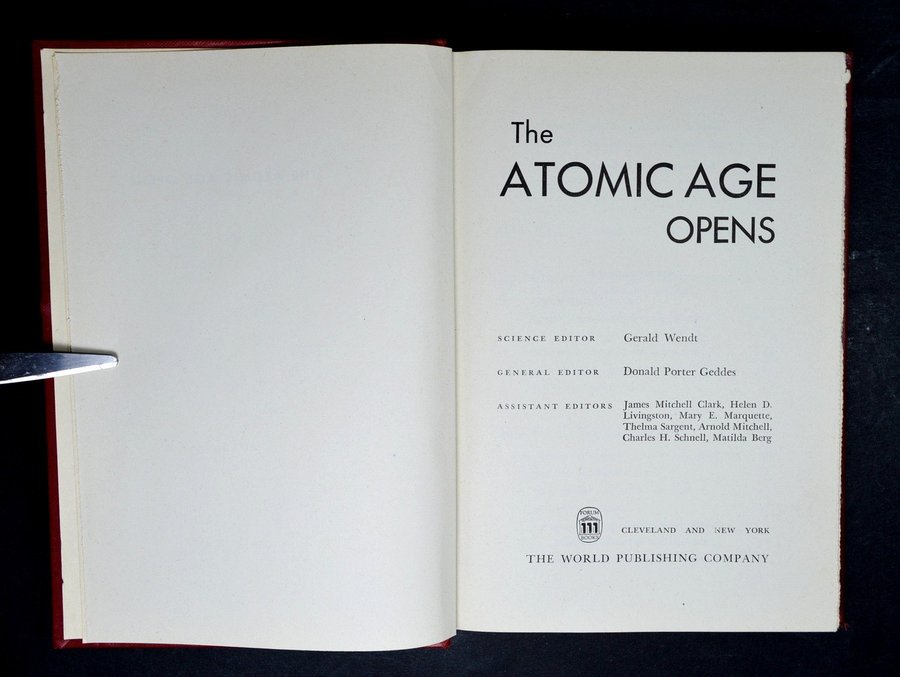 The
ATOMIC AGE
OPENS
SCIENCE EDITOR Gerald Wendt
GENERAL EDITOR Donald Porter Geddes
ASSISTANT EDITORS James Mitchell Clark, Helen D.
Livingston, Mary E. Marquette,
Thelma Sargent, Arnold Mitchell,
Charles H. Schnell, Matilda Berg
FORUM
BOOKS
CLEVELAND AND NEW YORK
THE WORLD PUBLISHING COMPANY